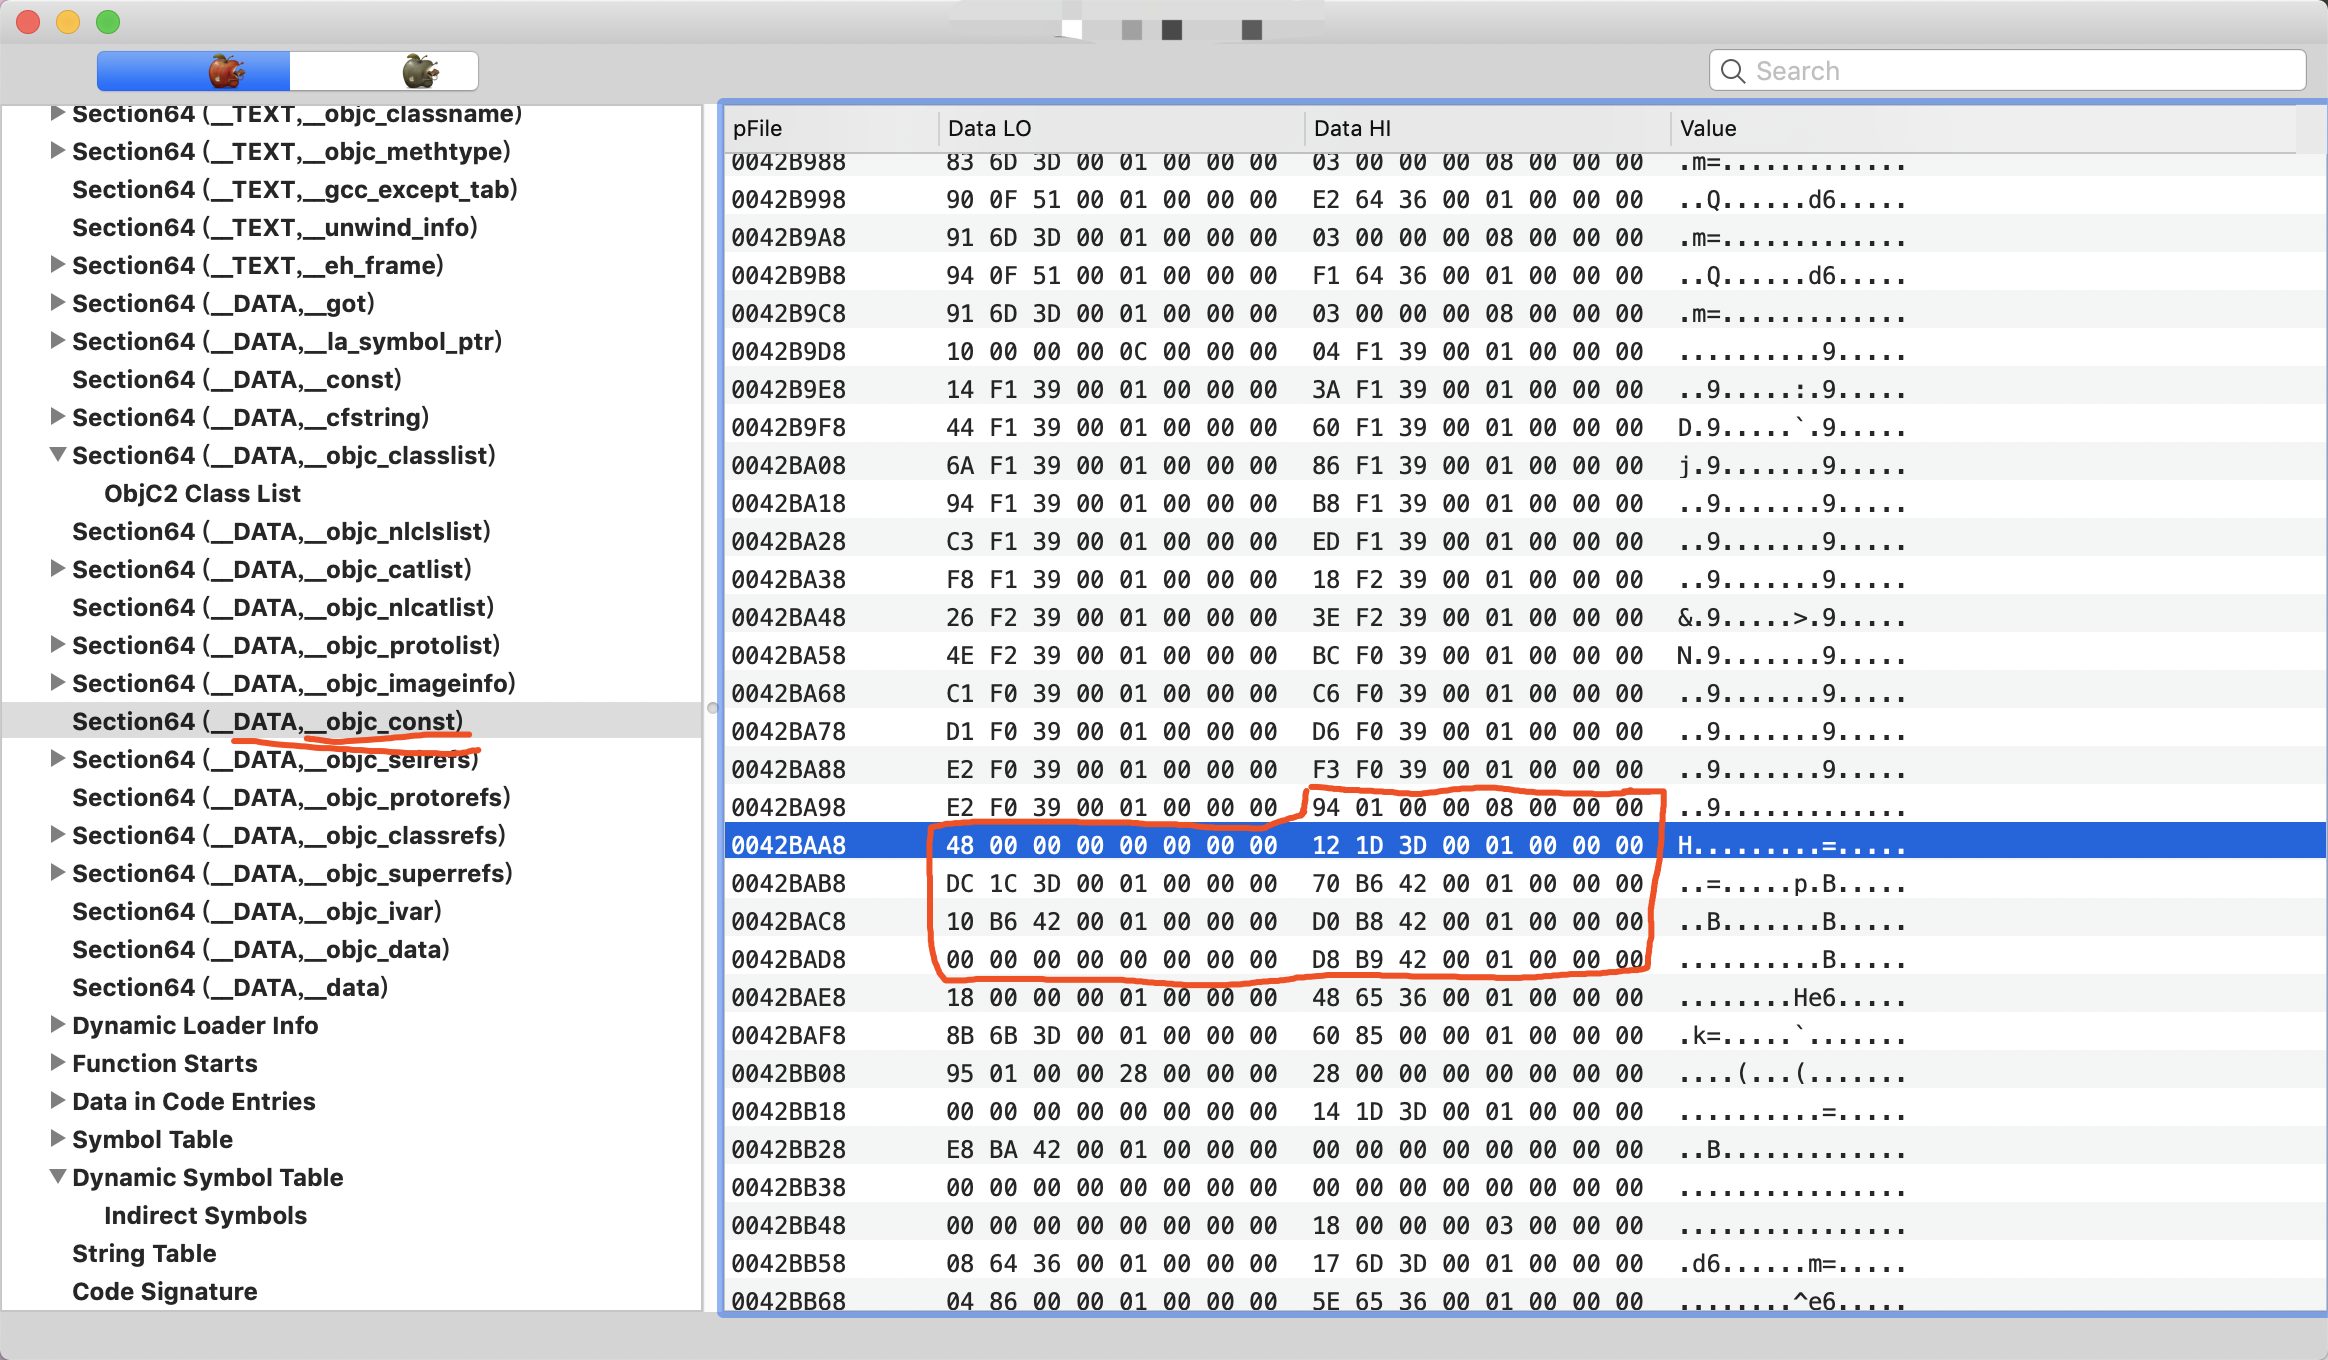 Search
Section64 (__TEXT,__objc_classname)
Section64 (__TEXT,__objc_methtype)
Section64 (__TEXT,__gcc_except_tab)
Section64 (__TEXT,__unwind_info)
Section64 (__TEXT,__eh_frame)
Section64 (__DATA,__got)
Section64 (__DATA,__la_symbol_ptr)
Section64 (__DATA,__const)
Section64 (__DATA,__cfstring)
Section64 (__DATA,__objc_classlist)
ObjC2 Class List
Section64 (__DATA,__objc_nlclslist)
Section64 (__DATA,__objc_catlist)
Section64 (__DATA,__objc_nlcatlist)
Section64 (__DATA,__objc_protolist)
Section64 (__DATA,__objc_imageinfo)
Section64 (__DATA,__objc_const)
Section64 (__DATA,__objc_selrefs)
Section64 (__DATA,__objc_protorefs)
Section64 (__DATA,__objc_classrefs)
Section64 (__DATA,__objc_superrefs)
Section64 (__DATA,__objc_ivar)
Section64 (__DATA,__objc_data)
Section64 (__DATA,__data)
Dynamic Loader Info
Function Starts
Data in Code Entries
Symbol Table
Dynamic Symbol Table
Indirect Symbols
String Table
Code Signature
pFile Data LO Data HI Value
0042B988 83 6D 3D 00 01 00 00 00 03 00 00 00 08 00 00 00 .m=.............
0042B998 90 0F 51 00 01 00 00 00 E2 64 36 00 01 00 00 00 ..Q......d6.....
0042B9A8 91 6D 3D 00 01 00 00 00 03 00 00 00 08 00 00 00 .m=.............
0042B9B8 94 0F 51 00 01 00 00 00 F1 64 36 00 01 00 00 00 ..Q......d6.....
0042B9C8 91 6D 3D 00 01 00 00 00 03 00 00 00 08 00 00 00 .m=.............
0042B9D8 10 00 00 00 0C 00 00 00 04 F1 39 00 01 00 00 00 ..........9.....
0042B9E8 14 F1 39 00 01 00 00 00 3A F1 39 00 01 00 00 00 ..9.....:.9.....
0042B9F8 44 F1 39 00 01 00 00 00 60 F1 39 00 01 00 00 00 D.9.....`.9.....
0042BA08 6A F1 39 00 01 00 00 00 86 F1 39 00 01 00 00 00 j.9.......9.....
0042BA18 94 F1 39 00 01 00 00 00 B8 F1 39 00 01 00 00 00 ..9.......9.....
0042BA28 C3 F1 39 00 01 00 00 00 ED F1 39 00 01 00 00 00 ..9.......9.....
0042BA38 F8 F1 39 00 01 00 00 00 18 F2 39 00 01 00 00 00 ..9.......9.....
0042BA48 26 F2 39 00 01 00 00 00 3E F2 39 00 01 00 00 00 &.9.....>.9.....
0042BA58 4E F2 39 00 01 00 00 00 BC F0 39 00 01 00 00 00 N.9.......9.....
0042BA68 C1 F0 39 00 01 00 00 00 C6 F0 39 00 01 00 00 00 ..9.......9.....
0042BA78 D1 F0 39 00 01 00 00 00 D6 F0 39 00 01 00 00 00 ..9.......9.....
0042BA88 E2 F0 39 00 01 00 00 00 F3 F0 39 00 01 00 00 00 ..9.......9.....
0042BA98 E2 F0 39 00 01 00 00 00 94 01 00 00 08 00 00 00 ..9.............
0042BAA8 48 00 00 00 00 00 00 00 12 1D 3D 00 01 00 00 00 H.........=.....
0042BAB8 DC 1C 3D 00 01 00 00 00 70 B6 42 00 01 00 00 00 ..=.....p.B.....
0042BAC8 10 B6 42 00 01 00 00 00 D0 B8 42 00 01 00 00 00 ..B.......B.....
0042BAD8 00 00 00 00 00 00 00 00 D8 B9 42 00 01 00 00 00 ..........B.....
0042BAE8 18 00 00 00 01 00 00 00 48 65 36 00 01 00 00 00 ........He6.....
0042BAF8 8B 6B 3D 00 01 00 00 00 60 85 00 00 01 00 00 00 .k=.....`.......
0042BB08 95 01 00 00 28 00 00 00 28 00 00 00 00 00 00 00 ....(...(.......
0042BB18 00 00 00 00 00 00 00 00 14 1D 3D 00 01 00 00 00 ..........=.....
0042BB28 E8 BA 42 00 01 00 00 00 00 00 00 00 00 00 00 00 ..B.............
0042BB38 00 00 00 00 00 00 00 00 00 00 00 00 00 00 00 00 ................
0042BB48 00 00 00 00 00 00 00 00 18 00 00 00 03 00 00 00 ................
0042BB58 08 64 36 00 01 00 00 00 17 6D 3D 00 01 00 00 00 .d6......m=.....
0042BB68 04 86 00 00 01 00 00 00 5E 65 36 00 01 00 00 00 ........^e6.....